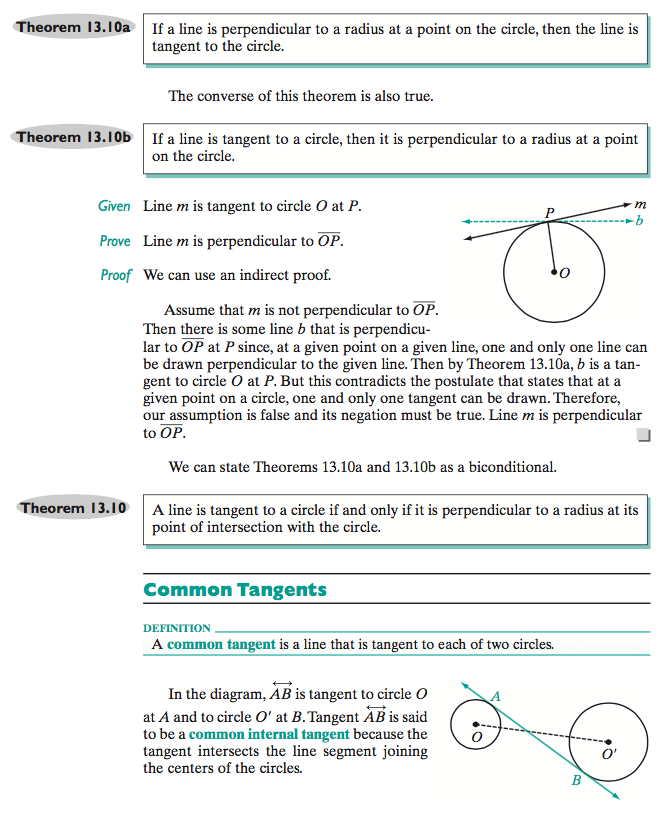 Theorem 13.10a
If a line is perpendicular to a radius at a point on the circle, then the line is
tangent to the circle.
The converse of this theorem is also true.
Theorem 13.10b
If a line is tangent to a circle, then it is perpendicular to a radius at a point
on the circle.
Given Line m is tangent to circle O at P.
Prove Line m is perpendicular to OP.
Proof We can use an indirect proof.
P
m
b
O
Assume that m is not perpendicular to OP.
Then there is some line b that is perpendicu-
lar to OP at P since, at a given point on a given line, one and only one line can
be drawn perpendicular to the given line. Then by Theorem 13.10a, b is a tan-
gent to circle O at P. But this contradicts the postulate that states that at a
given point on a circle, one and only one tangent can be drawn. Therefore,
our assumption is false and its negation must be true. Line m is perpendicular
to OP.
We can state Theorems 13.10a and 13.10b as a biconditional.
Theorem 13.10
A line is tangent to a circle if and only if it is perpendicular to a radius at its
point of intersection with the circle.
Common Tangents
DEFINITION
A common tangent is a line that is tangent to each of two circles.
In the diagram, AB is tangent to circle O
at A and to circle O′ at B. Tangent AB is said
to be a common internal tangent because the
tangent intersects the line segment joining
the centers of the circles.
A
O
O′
B